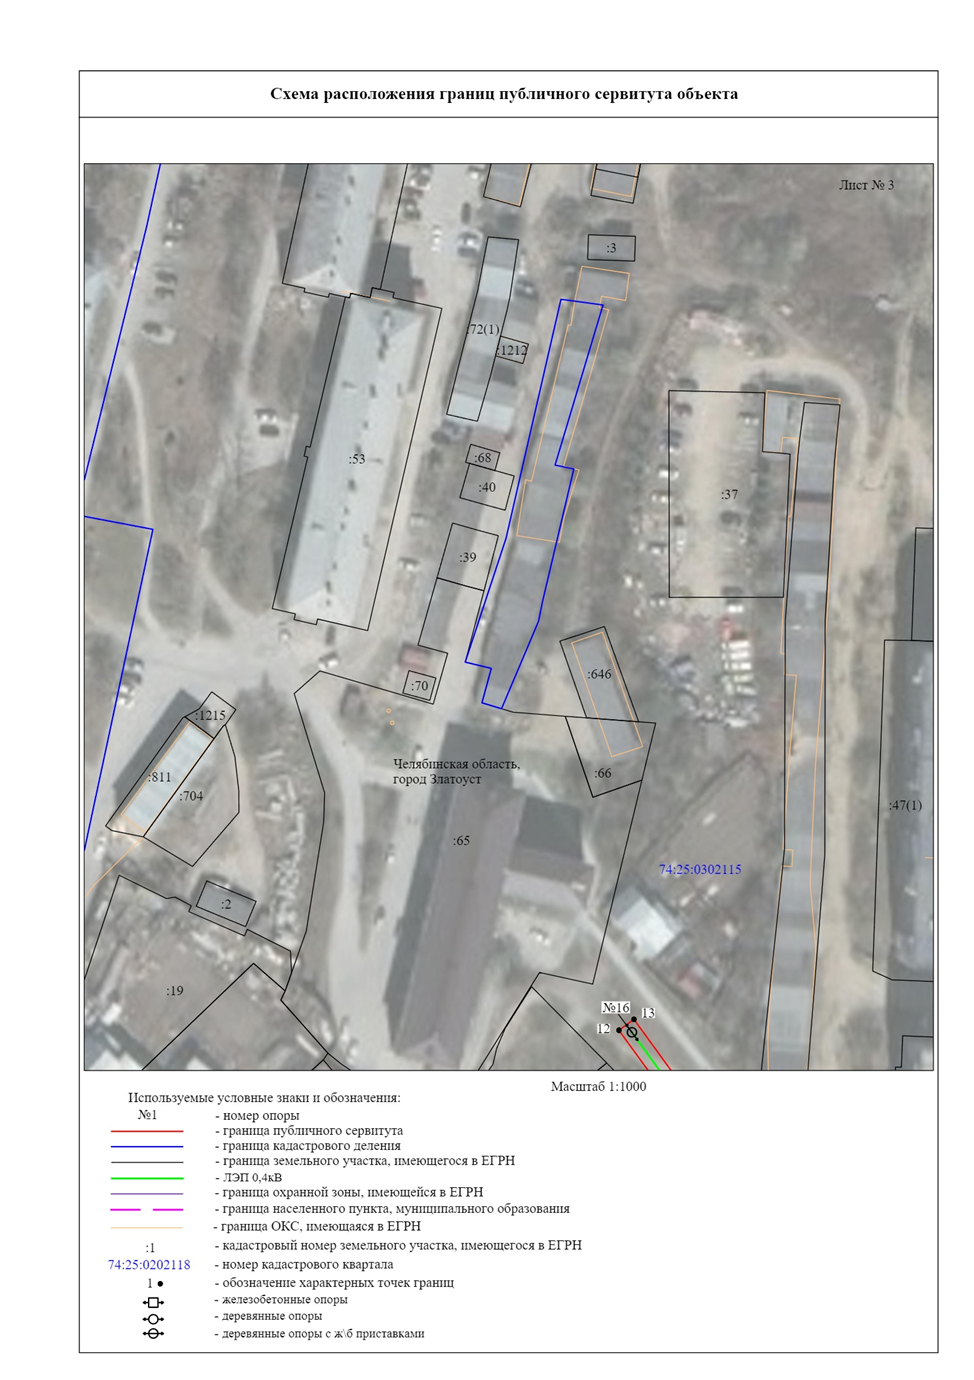 Схема расположения границ публичного сервитута объекта
Лист № 3
:3
:72(1)
:1212
:53
:68
:40
:37
:39
:646
:70
:1215
Челябинская область,
город Златоуст
:66
:811
:704
:47(1)
:65
74:25:0302115
:2
:19
№16
13
12
Масштаб 1:1000
Используемые условные знаки и обозначения:
№1 - номер опоры
- граница публичного сервитута
- граница кадастрового деления
- граница земельного участка, имеющегося в ЕГРН
- ЛЭП 0,4кВ
- граница охранной зоны, имейщейся в ЕГРН
- граница населенного пункта, муниципального образования
- граница ОКС, имеющаяся в ЕГРН
:1 - кадастровый номер земельного участка, имеющегося в ЕГРН
74:25:0202118 - номер кадастрового квартала
1 - обозначение характерных точек границ
- железобетонные опоры
- деревянные опоры
- деревянные опоры с ж\б приставками